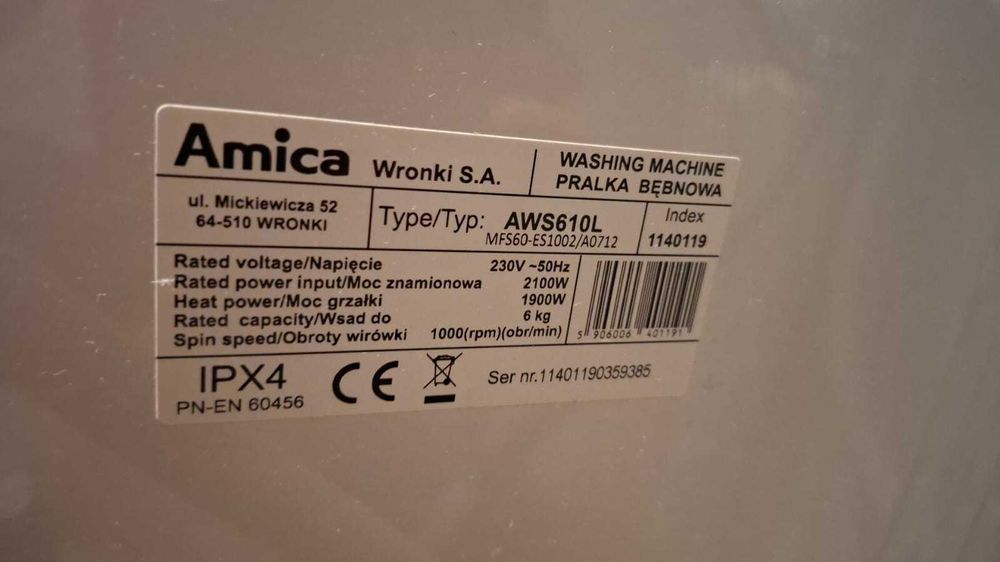 Amica Wronki S.A.
WASHING MACHINE
PRALKA BĘBNOWA
ul. Mickiewicza 52
64-510 WRONKI
Type/Typ: AWS610L
MFS60-ES1002/A0712
Index
1140119
Rated voltage/Napięcie 230V ~50Hz
Rated power input/Moc znamionowa 2100W
Heat power/Moc grzałki 1900W
Rated capacity/Wsad do 6 kg
Spin speed/Obroty wirówki 1000(rpm)(obr/min)
5 906006 401191
IPX4
PN-EN 60456
CE
Ser nr.11401190359385